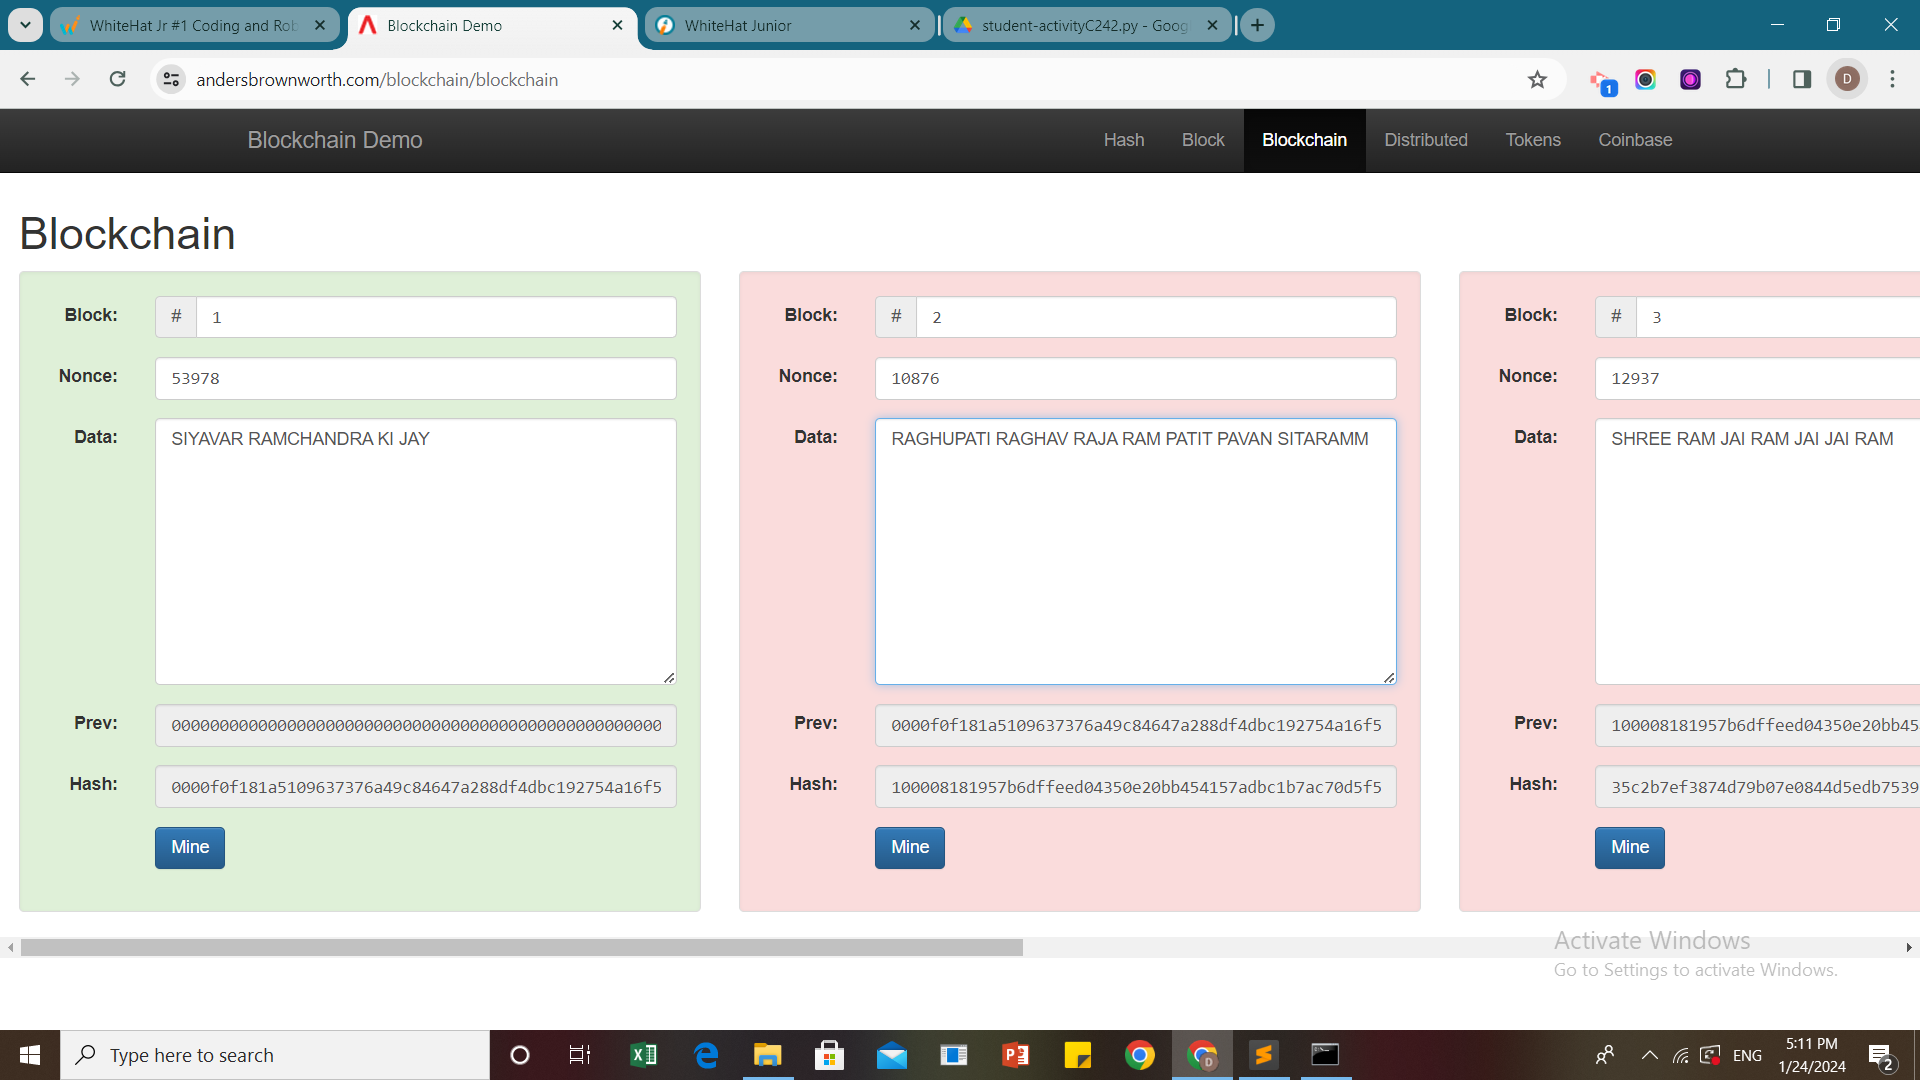 WhiteHat Jr #1 Coding and Rob
Blockchain Demo
WhiteHat Junior
student-activityC242.py - Goog
andersbrownworth.com/blockchain/blockchain
1
D
Blockchain Demo
Hash
Block
Blockchain
Distributed
Tokens
Coinbase
Blockchain
Block:
# 1
Nonce:
53978
Data:
SIYAVAR RAMCHANDRA KI JAY
Prev:
000000000000000000000000000000000000000000000000000
Hash:
0000f0f181a5109637376a49c84647a288df4dbc192754a16f5
Mine
Block:
# 2
Nonce:
10876
Data:
RAGHUPATI RAGHAV RAJA RAM PATIT PAVAN SITARAMM
Prev:
0000f0f181a5109637376a49c84647a288df4dbc192754a16f5
Hash:
100008181957b6dffeed04350e20bb454157adbc1b7ac70d5f5
Mine
Block:
# 3
Nonce:
12937
Data:
SHREE RAM JAI RAM JAI JAI RAM
Prev:
100008181957b6dffeed04350e20bb45
Hash:
35c2b7ef3874d79b07e0844d5edb7539
Mine
Activate Windows
Go to Settings to activate Windows.
Type here to search
D
ENG
5:11 PM
1/24/2024
2